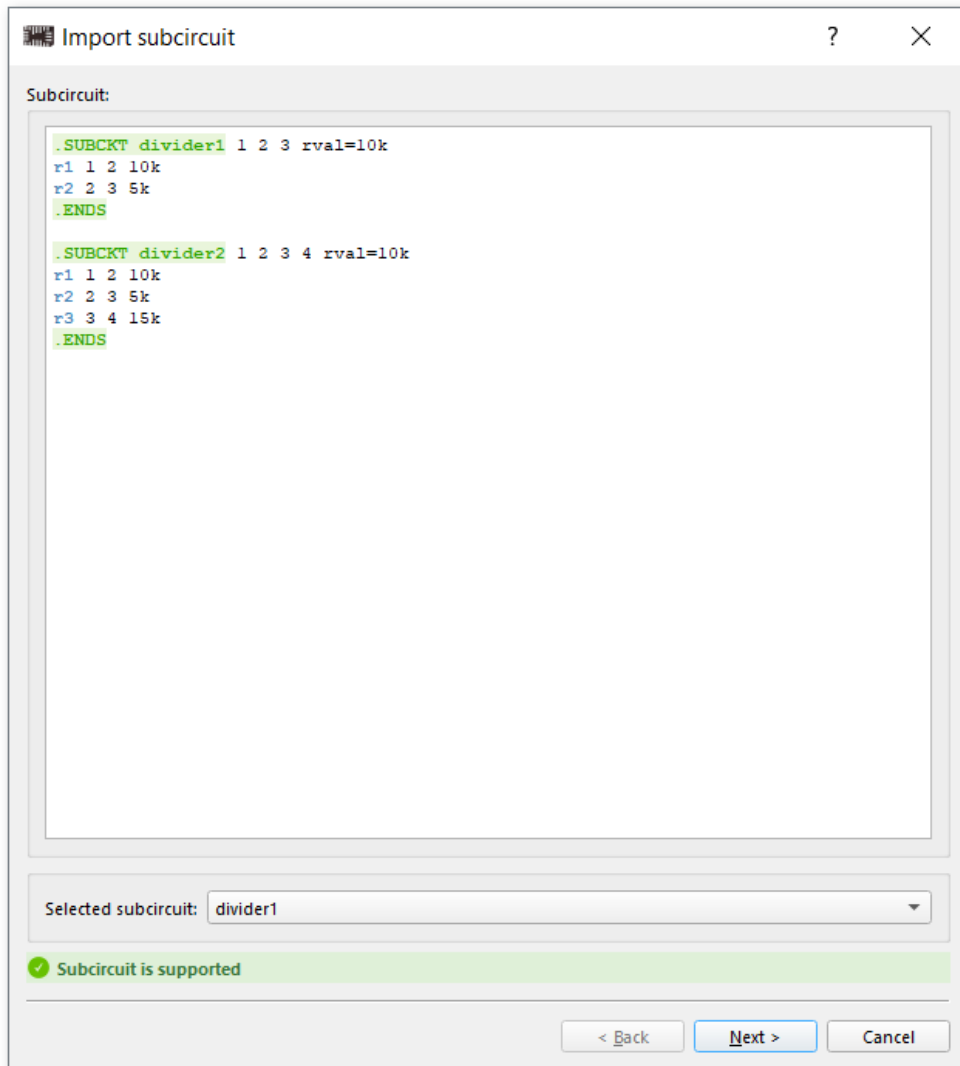 Import subcircuit
?
Subcircuit:
.SUBCKT divider1 1 2 3 rval=10k
r1 1 2 10k
r2 2 3 5k
.ENDS
.SUBCKT divider2 1 2 3 4 rval=10k
r1 1 2 10k
r2 2 3 5k
r3 3 4 15k
.ENDS
Selected subcircuit: divider1
Subcircuit is supported
< Back Next > Cancel